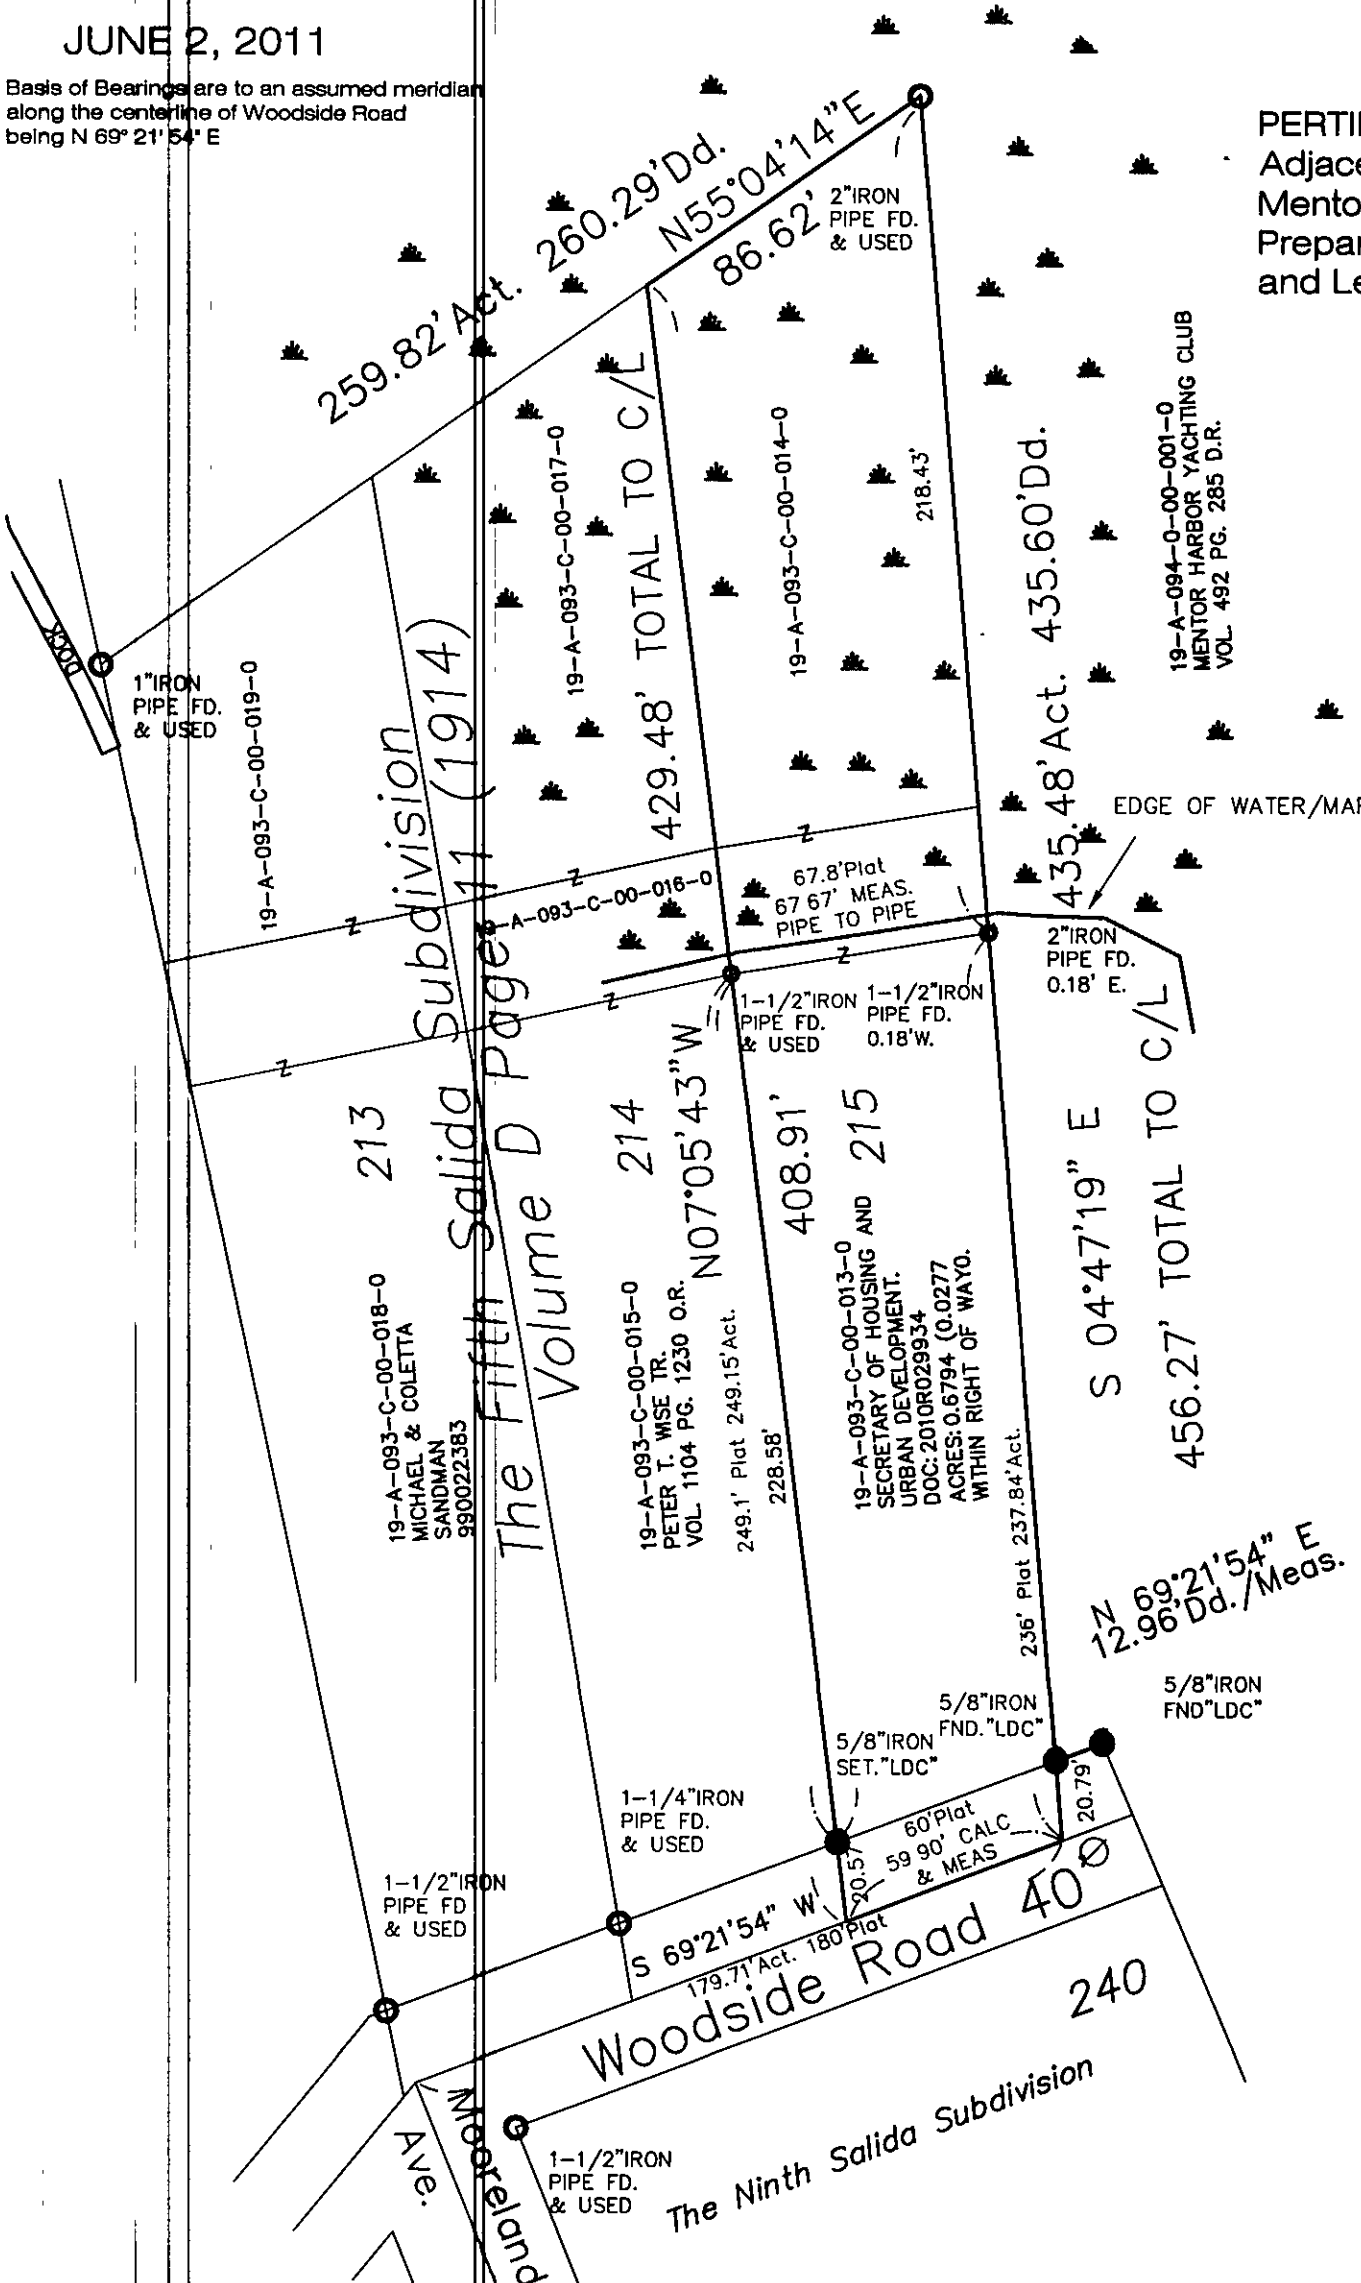 JUNE 2, 2011
Basis of Bearings are to an assumed meridian
along the centerline of Woodside Road
being N 69° 21' 54" E
259.82' Act. 260.29'Dd.
N55°04'14"E
86.62'
2"IRON
PIPE FD.
& USED
PERTI
Adjace
Mento
Prepar
and Le
DOCK
1"IRON
PIPE FD.
& USED
19-A-093-C-00-019-0
19-A-093-C-00-017-0
429.48' TOTAL TO C/L
19-A-093-C-00-014-0
218.43'
435.48'Act. 435.60'Dd.
19-A-094-0-00-001-0
MENTOR HARBOR YACHTING CLUB
VOL. 492 PG. 285 D.R.
EDGE OF WATER/MAR
-A-093-C-00-016-0
67.8'Plat
67 67' MEAS.
PIPE TO PIPE
Z
Z
Z
Z
Z
Z
1-1/2"IRON
PIPE FD.
& USED
1-1/2"IRON
PIPE FD.
0.18'W.
2"IRON
PIPE FD.
0.18' E.
The Fifth Salida Subdivision
Volume D Page 11 (1914)
213
214
215
N07°05'43"W
408.91'
S 04°47'19" E
456.27' TOTAL TO C/L
19-A-093-C-00-018-0
MICHAEL & COLETTA
SANDMAN
990022383
19-A-093-C-00-015-0
PETER T. WISE TR.
VOL. 1104 PG. 1230 O.R.
249.1' Plat 249.15'Act.
228.58'
19-A-093-C-00-013-0
SECRETARY OF HOUSING AND
URBAN DEVELOPMENT.
DOC:2010R029934
ACRES:0.6794 (0.0277
WITHIN RIGHT OF WAYO.
236' Plat 237.84'Act.
N 69°21'54" E
12.96'Dd./Meas.
5/8"IRON
FND"LDC"
5/8"IRON
FND."LDC"
5/8"IRON
SET."LDC"
1-1/4"IRON
PIPE FD.
& USED
1-1/2"IRON
PIPE FD
& USED
60'Plat
59 90' CALC
& MEAS
20.79'
20.57'
S 69°21'54" W
179.71'Act. 180'Plat
Woodside Road 40'
240
The Ninth Salida Subdivision
Mooreland
Ave.
1-1/2"IRON
PIPE FD.
& USED